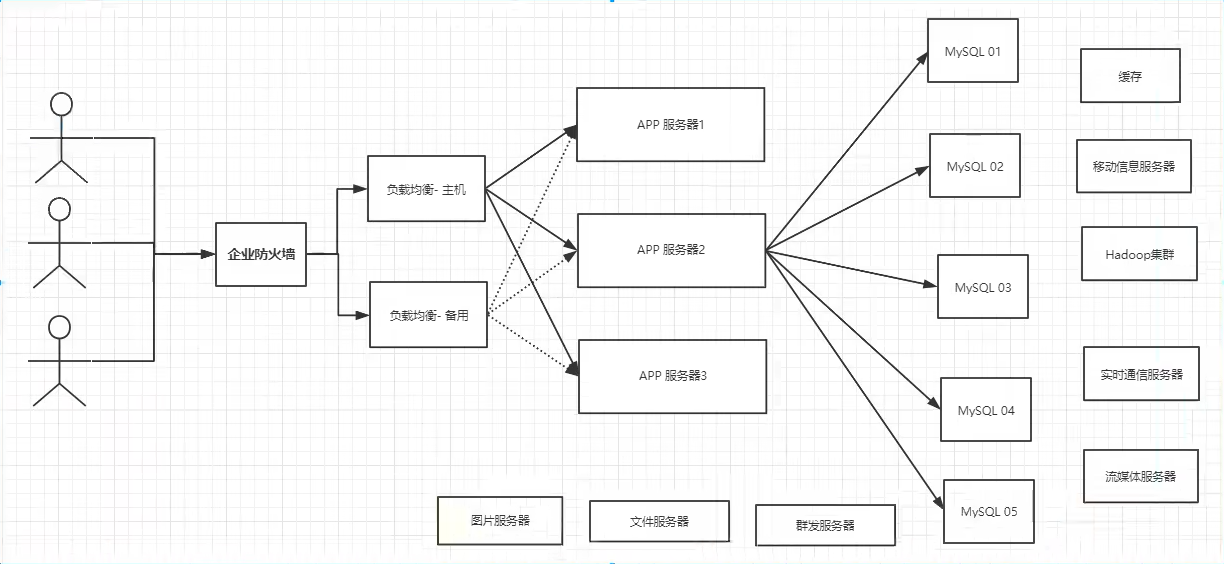 企业防火墙
负载均衡- 主机
负载均衡- 备用
APP 服务器1
APP 服务器2
APP 服务器3
MySQL 01
MySQL 02
MySQL 03
MySQL 04
MySQL 05
缓存
移动信息服务器
Hadoop集群
实时通信服务器
流媒体服务器
图片服务器
文件服务器
群发服务器